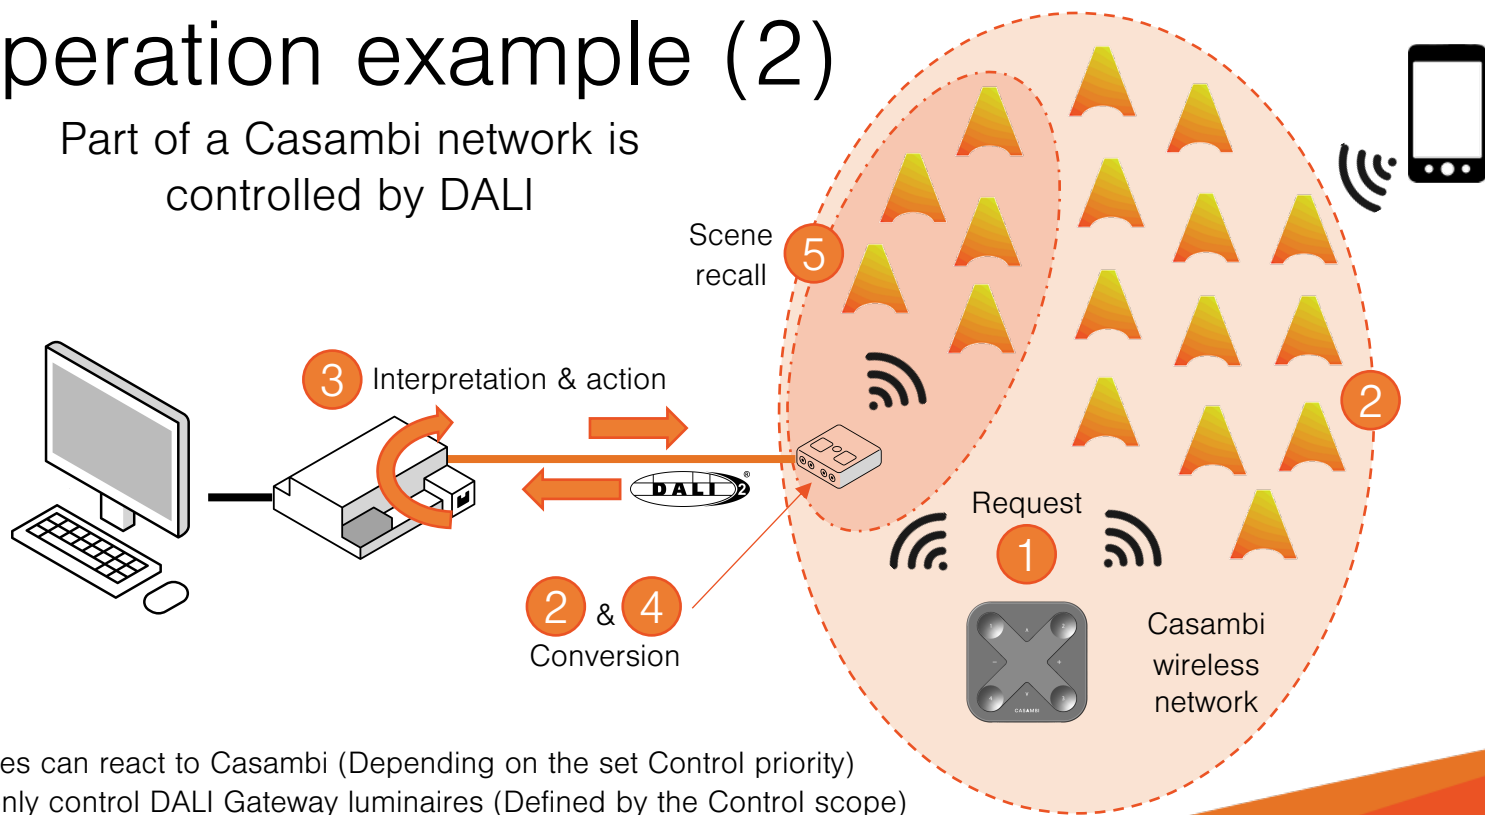 peration example (2)
Part of a Casambi network is
controlled by DALI
Scene
recall
5
3 Interpretation & action
2
DALI 2 ®
Request
1
2 & 4
Conversion
CASAMBI
Casambi
wireless
network
es can react to Casambi (Depending on the set Control priority)
nly control DALI Gateway luminaires (Defined by the Control scope)